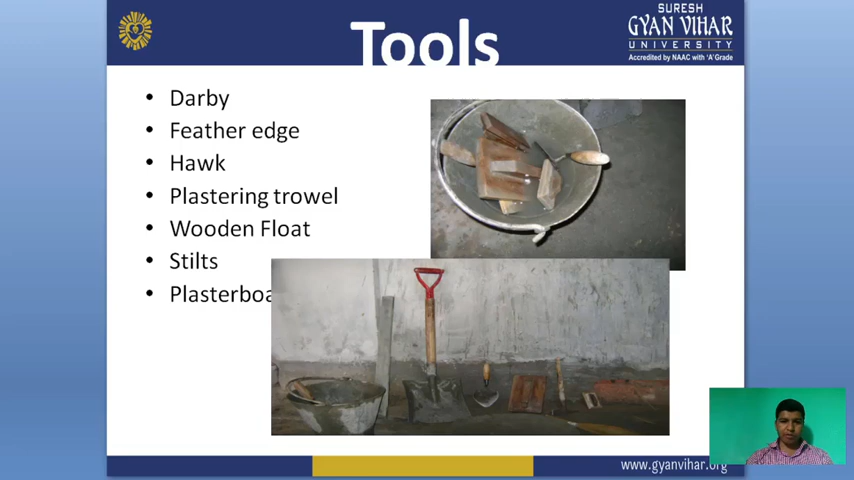 Tools
SURESH
GYAN VIHAR
UNIVERSITY
Accredited by NAAC with 'A' Grade
• Darby
• Feather edge
• Hawk
• Plastering trowel
• Wooden Float
• Stilts
• Plasterboa
www.gyanvihar.org